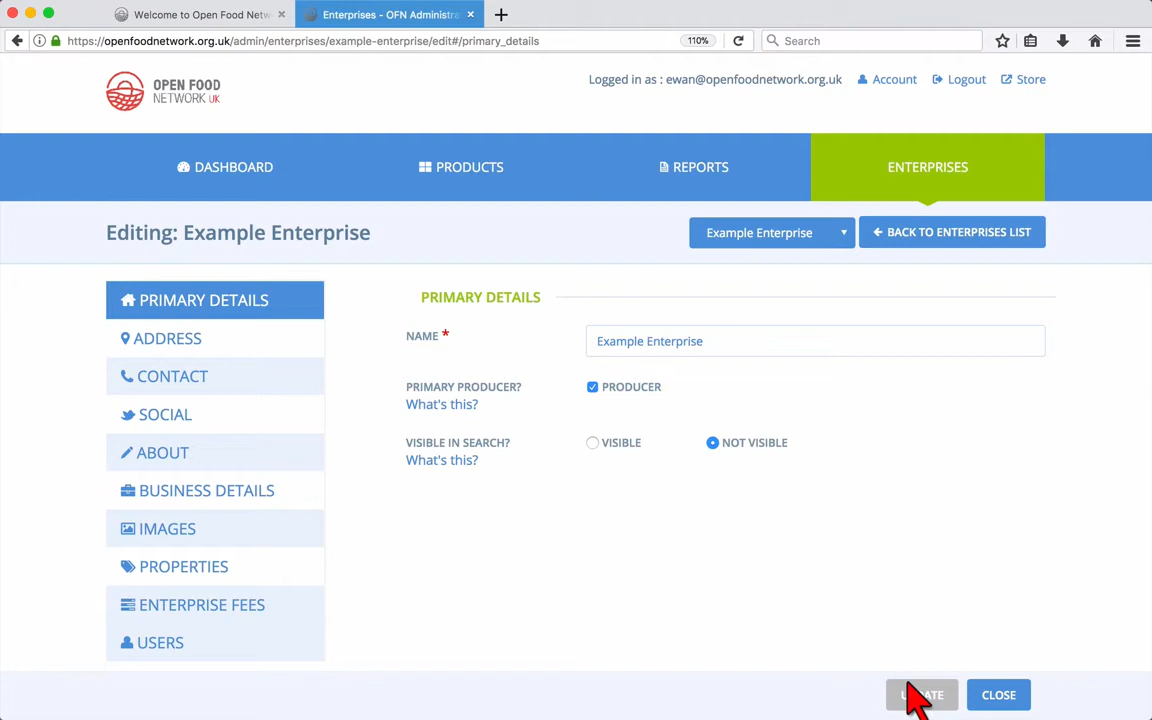 Welcome to Open Food Netw
Enterprises - OFN Administra
https://openfoodnetwork.org.uk/admin/enterprises/example-enterprise/edit#/primary_details
110%
Search
OPEN FOOD
NETWORK UK
Logged in as : ewan@openfoodnetwork.org.uk
Account
Logout
Store
DASHBOARD
PRODUCTS
REPORTS
ENTERPRISES
Editing: Example Enterprise
Example Enterprise
BACK TO ENTERPRISES LIST
PRIMARY DETAILS
ADDRESS
CONTACT
SOCIAL
ABOUT
BUSINESS DETAILS
IMAGES
PROPERTIES
ENTERPRISE FEES
USERS
PRIMARY DETAILS
NAME *
Example Enterprise
PRIMARY PRODUCER?
What's this?
PRODUCER
VISIBLE IN SEARCH?
What's this?
VISIBLE
NOT VISIBLE
CLOSE